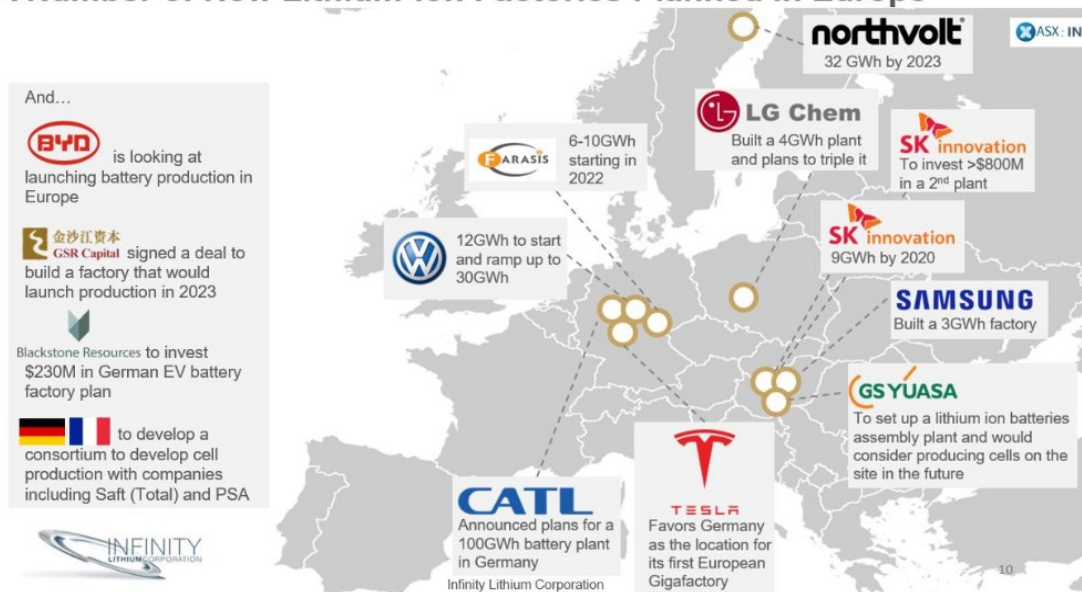 And...
BYD
is looking at
launching battery production in
Europe
金沙江资本
GSR Capital signed a deal to
build a factory that would
launch production in 2023
Blackstone Resources to invest
$230M in German EV battery
factory plan
to develop a
consortium to develop cell
production with companies
including Saft (Total) and PSA
INFINITY
LITHIUM CORPORATION
northvolt
32 GWh by 2023
ASX: IN
LG Chem
Built a 4GWh plant
and plans to triple it
SK innovation
To invest >$800M
in a 2nd plant
FARASIS
6-10GWh
starting in
2022
12GWh to start
and ramp up to
30GWh
SK innovation
9GWh by 2020
SAMSUNG
Built a 3GWh factory
GS YUASA
To set up a lithium ion batteries
assembly plant and would
consider producing cells on the
site in the future
CATL
Announced plans for a
100GWh battery plant
in Germany
TESLA
Favors Germany
as the location for
its first European
Gigafactory
Infinity Lithium Corporation
10